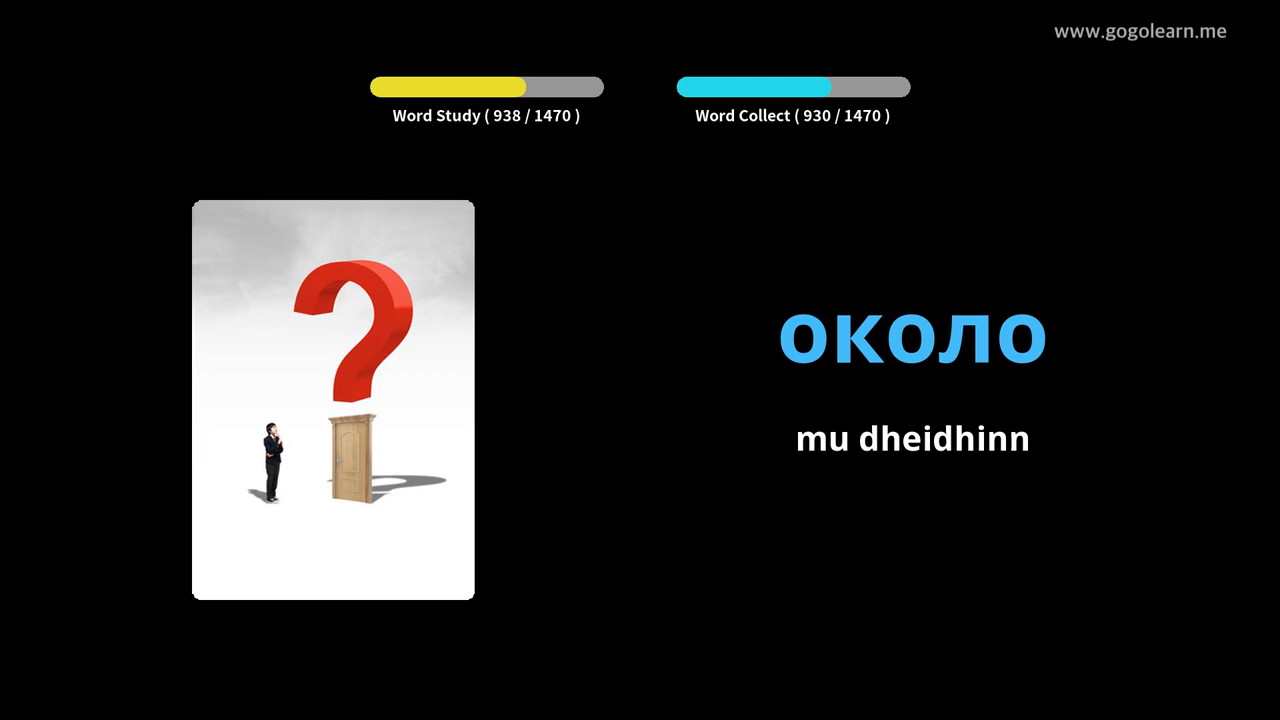 www.gogolearn.me
Word Study ( 938 / 1470 )
Word Collect ( 930 / 1470 )
около
mu dheidhinn